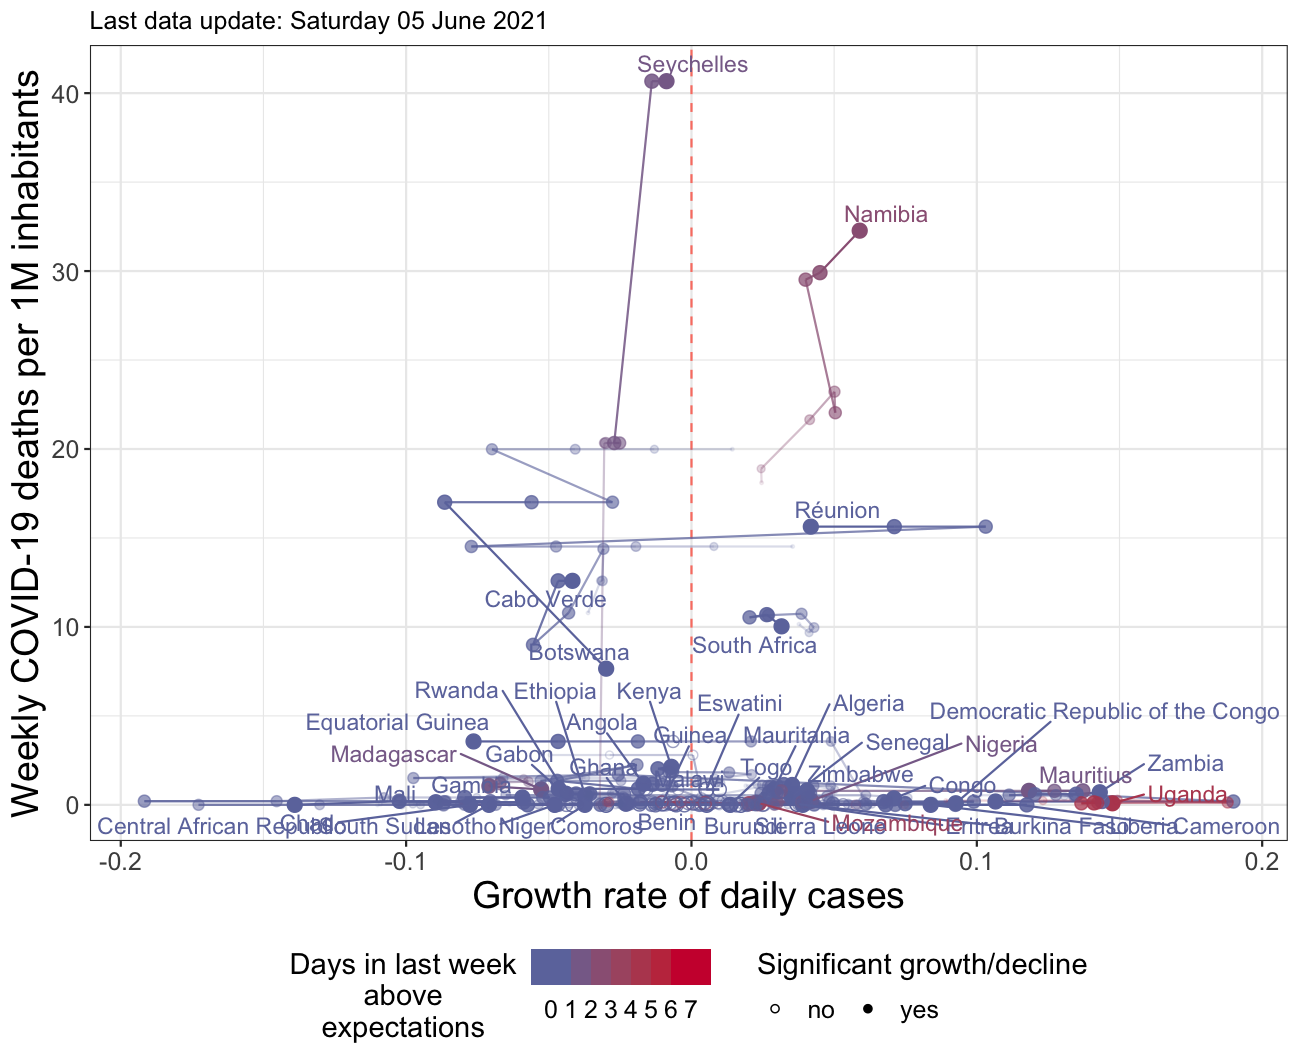 Last data update: Saturday 05 June 2021
Weekly COVID-19 deaths per 1M inhabitants
40
30
20
10
0
Seychelles
Namibia
Réunion
Cabo Verde
Botswana
South Africa
Rwanda
Ethiopia
Kenya
Eswatini
Algeria
Democratic Republic of the Congo
Equatorial Guinea
Angola
Guinea
Mauritania
Senegal
Nigeria
Madagascar
Gabon
Ghana
Malawi
Togo
Zimbabwe
Mauritius
Zambia
Mali
Gambia
Congo
Uganda
Central African Republic
Chad
South Sudan
Lesotho
Niger
Comoros
Benin
Burundi
Sierra Leone
Mozambique
Eritrea
Burkina Faso
Liberia
Cameroon
-0.2
-0.1
0.0
0.1
0.2
Growth rate of daily cases
Days in last week
above
expectations
0 1 2 3 4 5 6 7
Significant growth/decline
no
yes